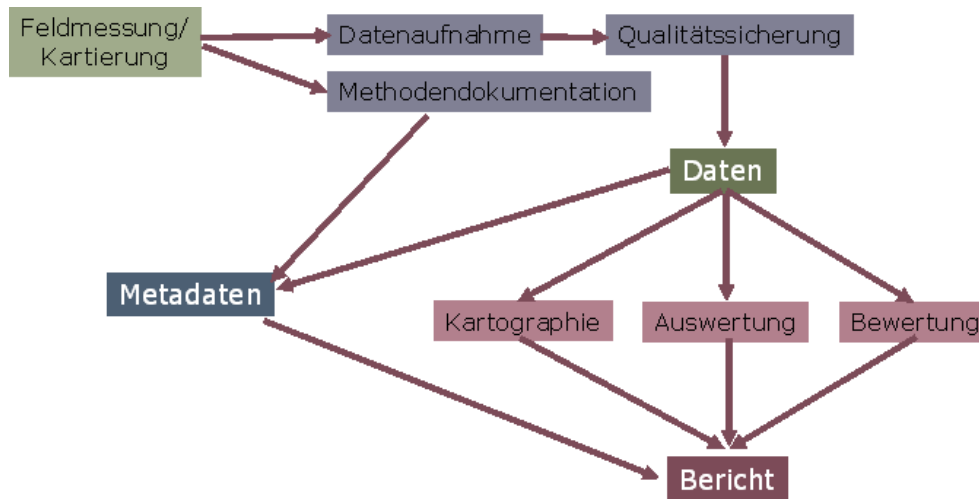 Feldmessung/
Kartierung
Datenaufnahme
Qualitätssicherung
Methodendokumentation
Daten
Metadaten
Kartographie
Auswertung
Bewertung
Bericht